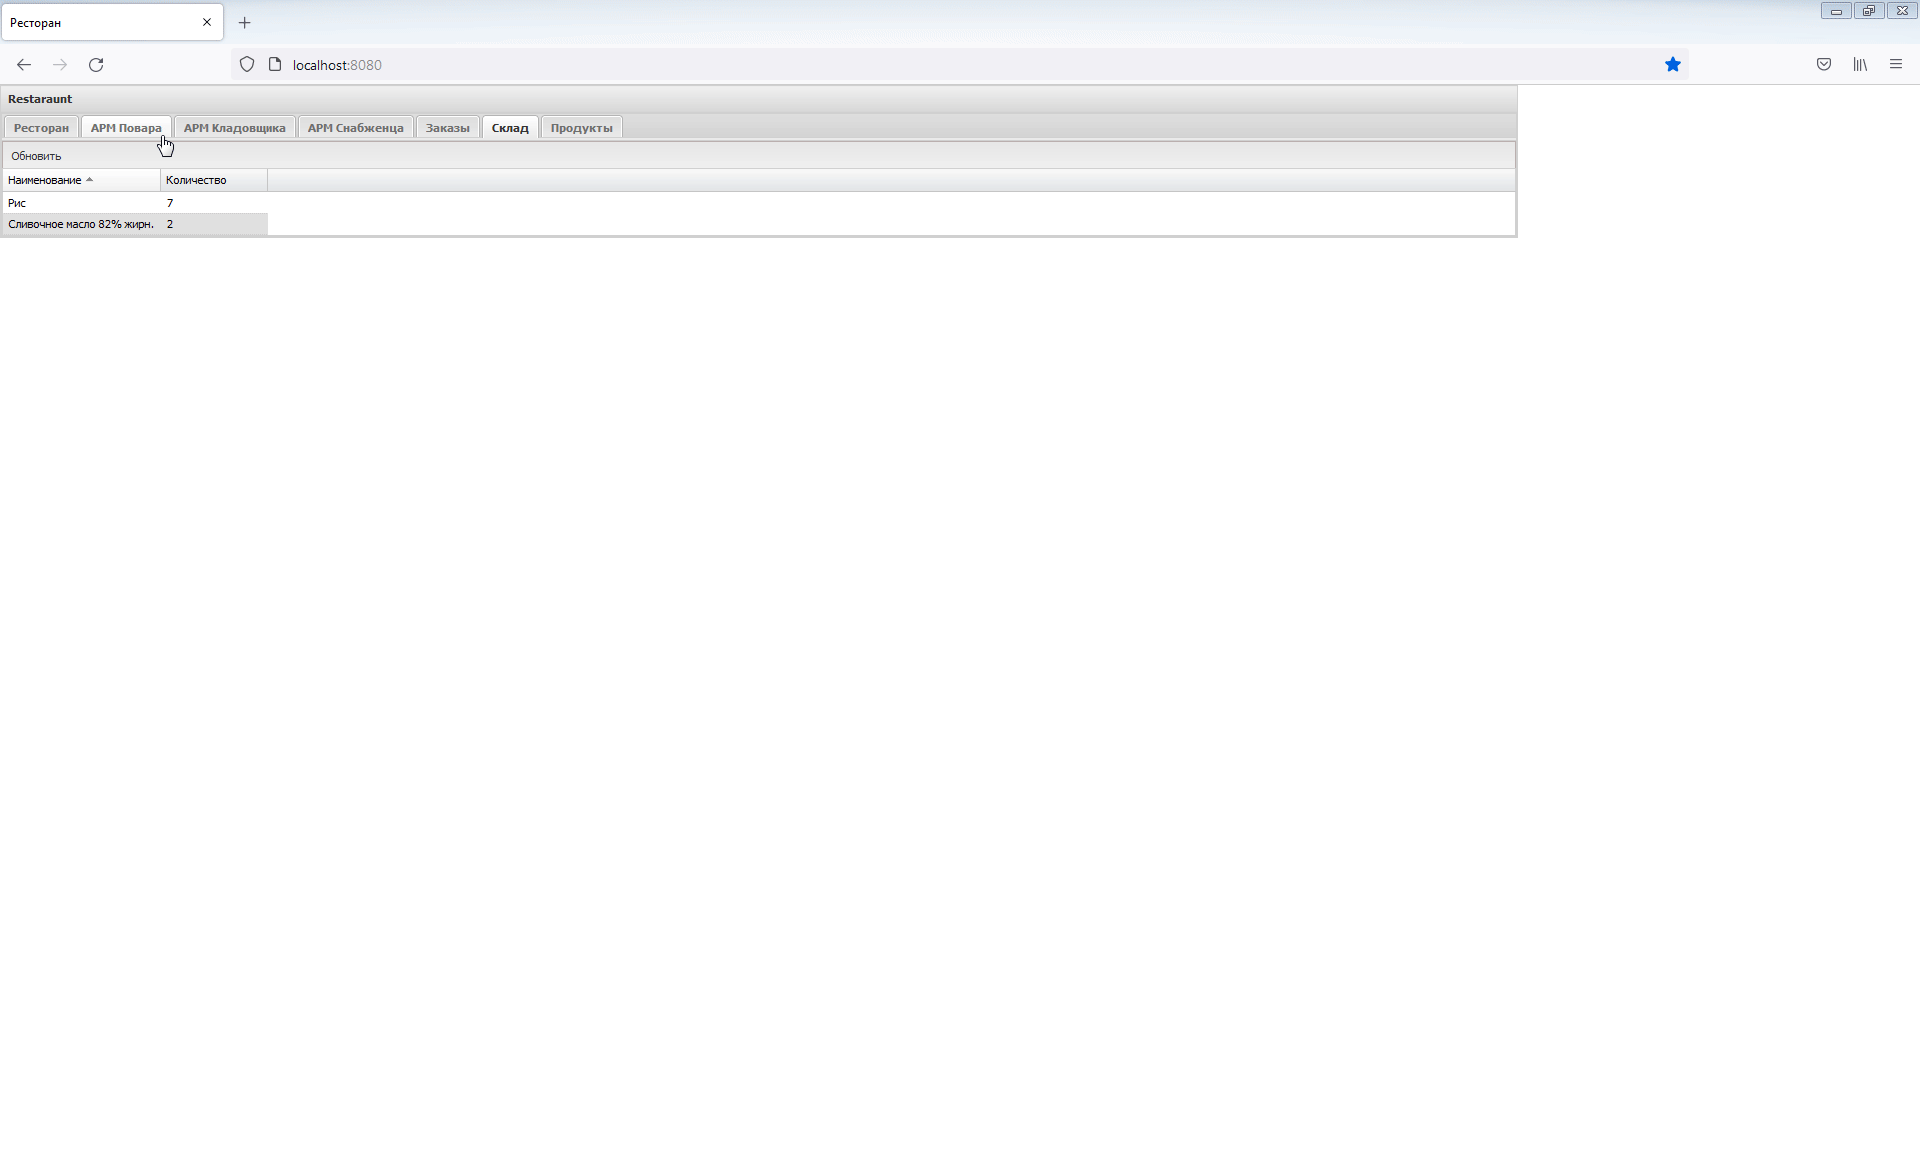 Ресторан
localhost:8080
Restaraunt
Ресторан АРМ Повара АРМ Кладовщика АРМ Снабженца Заказы Склад Продукты
Обновить
Наименование Количество
Рис 7
Сливочное масло 82% жирн. 2